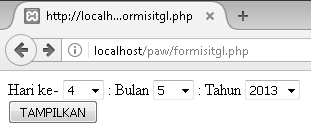 http://localh...ormisitgl.php
localhost/paw/formisitgl.php
Hari ke- 4 : Bulan 5 : Tahun 2013
TAMPILKAN